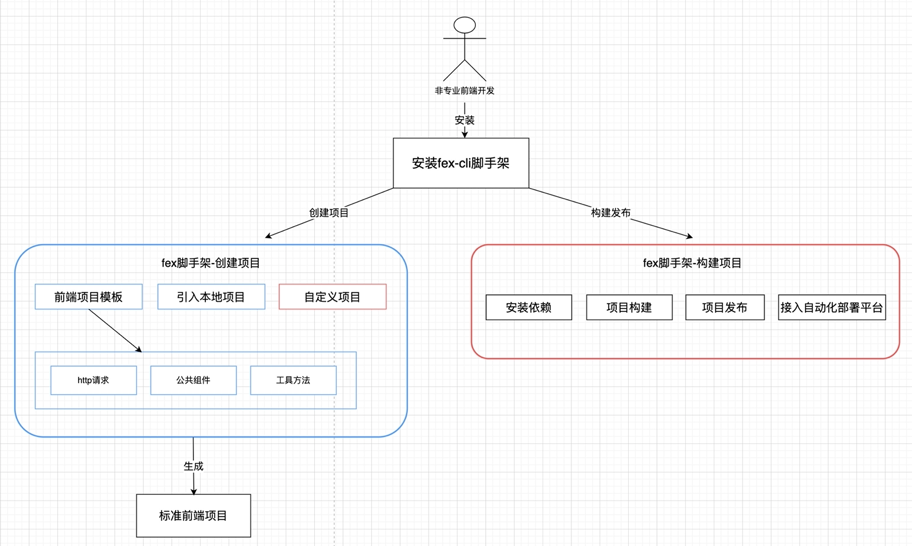 非专业前端开发
安装
安装fex-cli脚手架
创建项目
构建发布
fex脚手架-创建项目
前端项目模板
引入本地项目
自定义项目
http请求
公共组件
工具方法
生成
标准前端项目
fex脚手架-构建项目
安装依赖
项目构建
项目发布
接入自动化部署平台